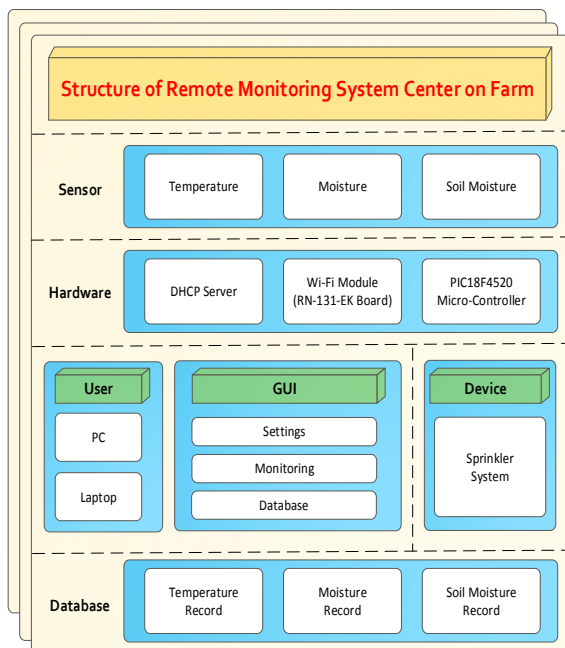 Structure of Remote Monitoring System Center on Farm
Sensor
Temperature
Moisture
Soil Moisture
Hardware
DHCP Server
Wi-Fi Module
(RN-131-EK Board)
PIC18F4520
Micro-Controller
User
PC
Laptop
GUI
Settings
Monitoring
Database
Device
Sprinkler
System
Database
Temperature
Record
Moisture
Record
Soil Moisture
Record